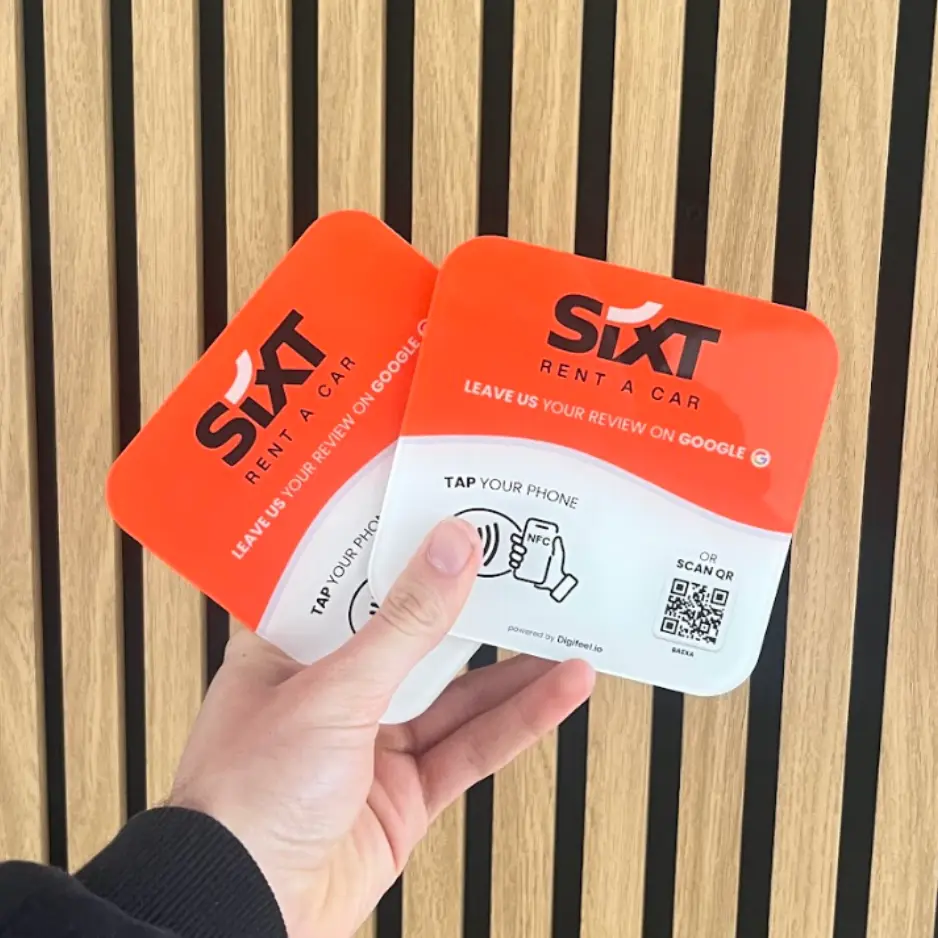 SiXT
RENT A CAR
LEAVE US YOUR REVIEW ON GOOGLE G
TAP YOUR PHON
SiXT
RENT A CAR
LEAVE US YOUR REVIEW ON GOOGLE G
TAP YOUR PHONE
NFC
OR
SCAN QR
powered by Digifeel.io